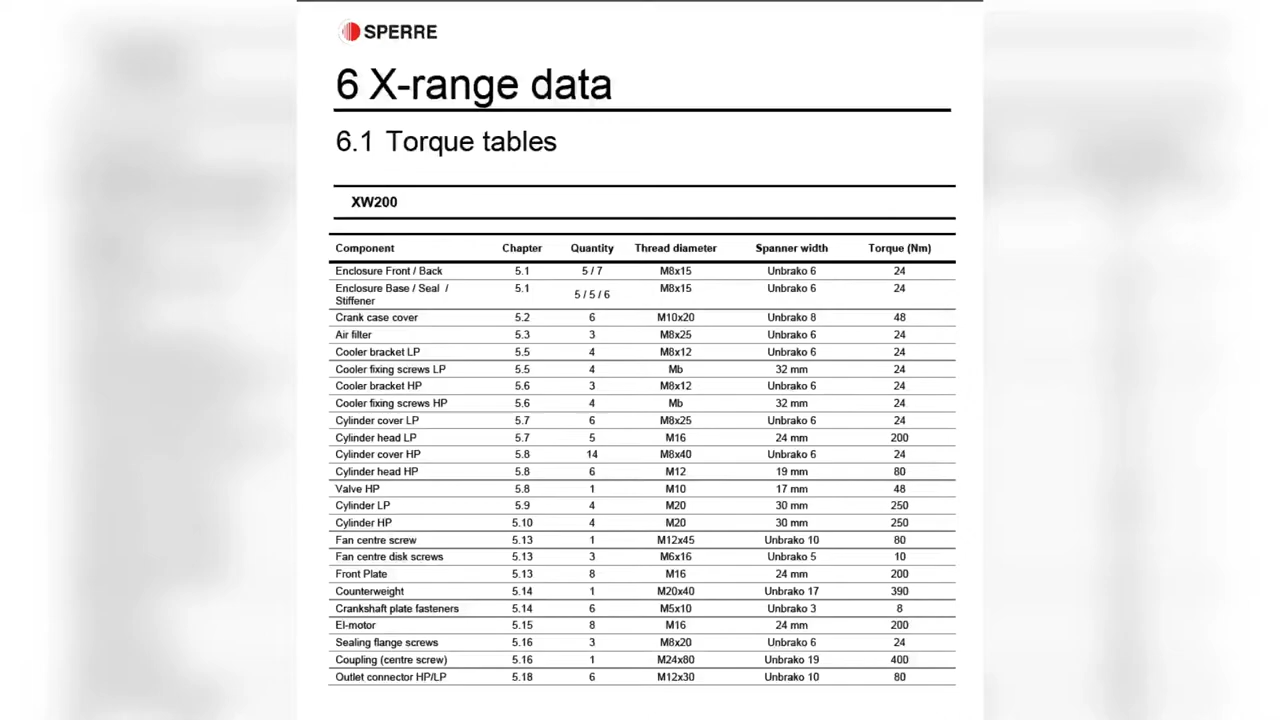 SPERRE
6 X-range data
6.1 Torque tables
XW200
Component Chapter Quantity Thread diameter Spanner width Torque (Nm)
Enclosure Front / Back 5.1 5 / 7 M8x15 Unbrako 6 24
Enclosure Base / Seal / Stiffener 5.1 5 / 5 / 6 M8x15 Unbrako 6 24
Crank case cover 5.2 6 M10x20 Unbrako 8 48
Air filter 5.3 3 M8x25 Unbrako 6 24
Cooler bracket LP 5.5 4 M8x12 Unbrako 6 24
Cooler fixing screws LP 5.5 4 Mb 32 mm 24
Cooler bracket HP 5.6 3 M8x12 Unbrako 6 24
Cooler fixing screws HP 5.6 4 Mb 32 mm 24
Cylinder cover LP 5.7 6 M8x25 Unbrako 6 24
Cylinder head LP 5.7 5 M16 24 mm 200
Cylinder cover HP 5.8 14 M8x40 Unbrako 6 24
Cylinder head HP 5.8 6 M12 19 mm 80
Valve HP 5.8 1 M10 17 mm 48
Cylinder LP 5.9 4 M20 30 mm 250
Cylinder HP 5.10 4 M20 30 mm 250
Fan centre screw 5.13 1 M12x45 Unbrako 10 80
Fan centre disk screws 5.13 3 M6x16 Unbrako 5 10
Front Plate 5.13 8 M16 24 mm 200
Counterweight 5.14 1 M20x40 Unbrako 17 390
Crankshaft plate fasteners 5.14 6 M5x10 Unbrako 3 8
El-motor 5.15 8 M16 24 mm 200
Sealing flange screws 5.16 3 M8x20 Unbrako 6 24
Coupling (centre screw) 5.16 1 M24x80 Unbrako 19 400
Outlet connector HP/LP 5.18 6 M12x30 Unbrako 10 80